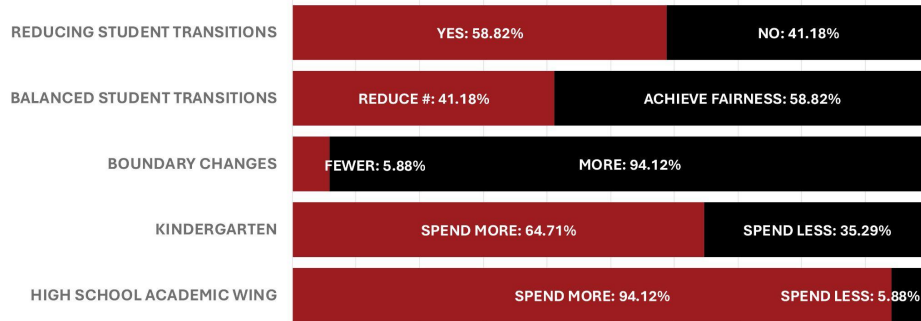 REDUCING STUDENT TRANSITIONS YES: 58.82% NO: 41.18%
BALANCED STUDENT TRANSITIONS REDUCE #: 41.18% ACHIEVE FAIRNESS: 58.82%
BOUNDARY CHANGES FEWER: 5.88% MORE: 94.12%
KINDERGARTEN SPEND MORE: 64.71% SPEND LESS: 35.29%
HIGH SCHOOL ACADEMIC WING SPEND MORE: 94.12% SPEND LESS: 5.88%